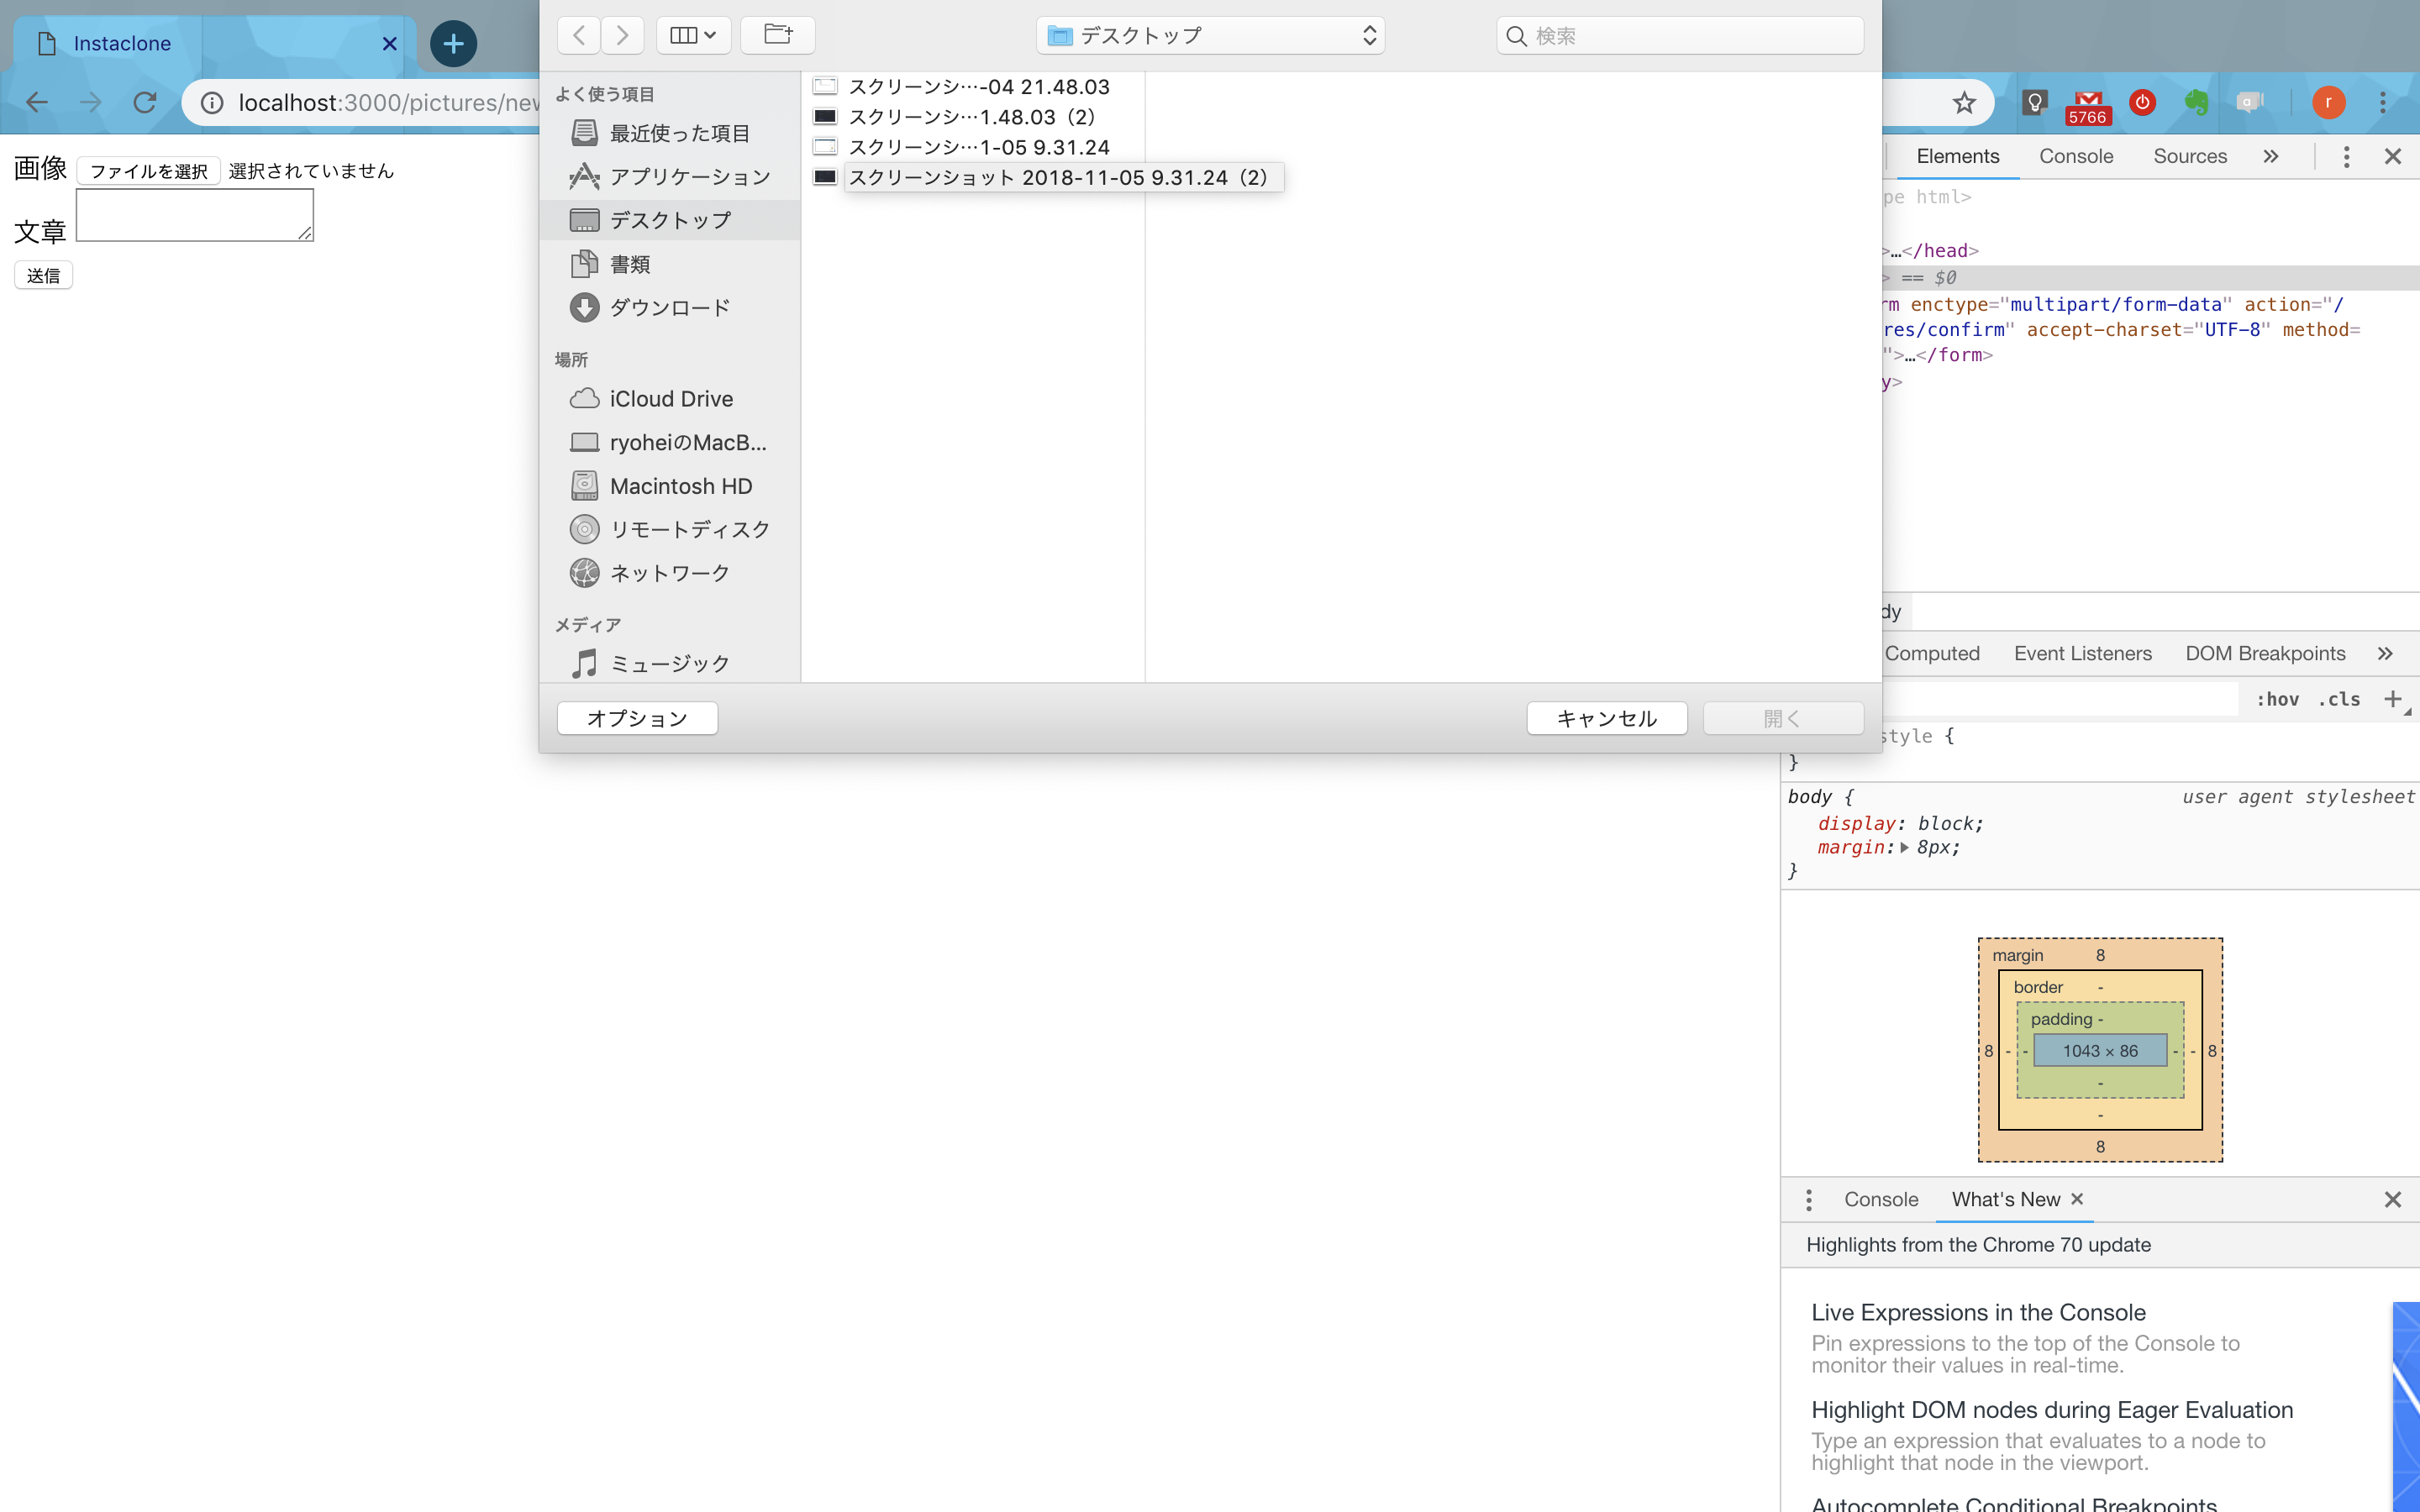 Instaclone
localhost:3000/pictures/new
5766
r
画像 ファイルを選択 選択されていません
文章
送信
デスクトップ
検索
よく使う項目
最近使った項目
アプリケーション
デスクトップ
書類
ダウンロード
場所
iCloud Drive
ryoheiのMacB...
Macintosh HD
リモートディスク
ネットワーク
メディア
ミュージック
スクリーンシ…-04 21.48.03
スクリーンシ…1.48.03（2）
スクリーンシ…1-05 9.31.24
スクリーンショット 2018-11-05 9.31.24（2）
オプション
キャンセル
開く
Elements Console Sources »
pe html>
>…</head>
> == $0
rm enctype="multipart/form-data" action="/
res/confirm" accept-charset="UTF-8" method=
">…</form>
y>
dy
Computed Event Listeners DOM Breakpoints »
:hov .cls +
style {
}
body { user agent stylesheet
display: block;
margin:▶ 8px;
}
margin 8
border -
padding -
8 - - 1043 × 86 - - 8
-
-
8
Console What's New ×
Highlights from the Chrome 70 update
Live Expressions in the Console
Pin expressions to the top of the Console to
monitor their values in real-time.
Highlight DOM nodes during Eager Evaluation
Type an expression that evaluates to a node to
highlight that node in the viewport.
Autocomplete Conditional Breakpoints